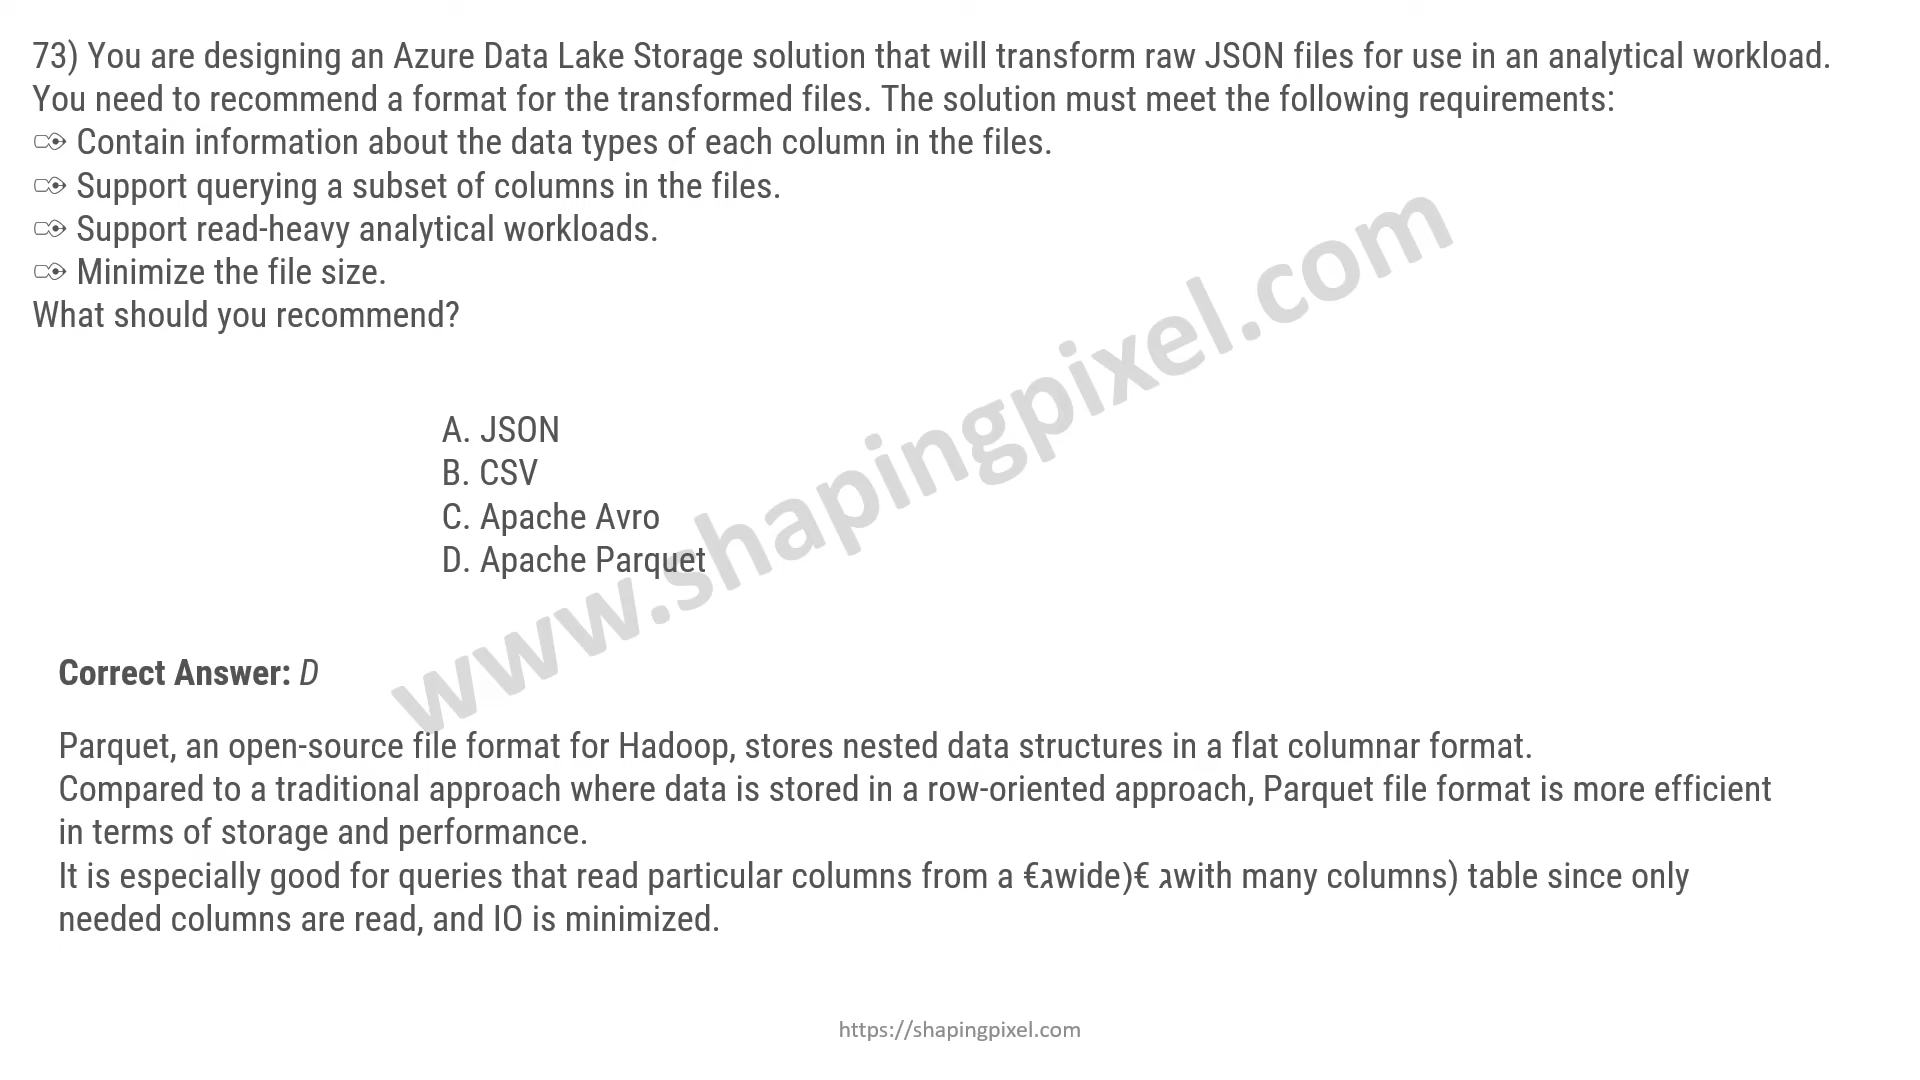 73) You are designing an Azure Data Lake Storage solution that will transform raw JSON files for use in an analytical workload.
You need to recommend a format for the transformed files. The solution must meet the following requirements:
Contain information about the data types of each column in the files.
Support querying a subset of columns in the files.
Support read-heavy analytical workloads.
Minimize the file size.
What should you recommend?
A. JSON
B. CSV
C. Apache Avro
D. Apache Parquet
www.shapingpixel.com
Correct Answer: D
Parquet, an open-source file format for Hadoop, stores nested data structures in a flat columnar format.
Compared to a traditional approach where data is stored in a row-oriented approach, Parquet file format is more efficient
in terms of storage and performance.
It is especially good for queries that read particular columns from a €גwide)€ גwith many columns) table since only
needed columns are read, and IO is minimized.
https://shapingpixel.com